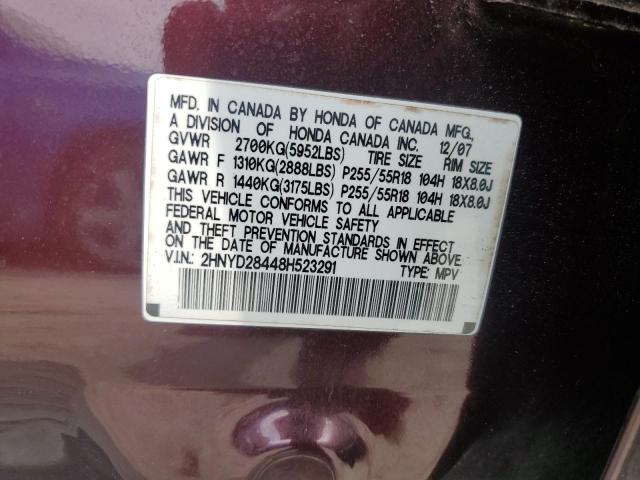 MFD. IN CANADA BY HONDA OF CANADA MFG.,
A DIVISION OF HONDA CANADA INC. 12/07
GVWR 2700KG(5952LBS) TIRE SIZE RIM SIZE
GAWR F 1310KG(2888LBS) P255/55R18 104H 18X8.0J
GAWR R 1440KG(3175LBS) P255/55R18 104H 18X8.0J
THIS VEHICLE CONFORMS TO ALL APPLICABLE
FEDERAL MOTOR VEHICLE SAFETY
AND THEFT PREVENTION STANDARDS IN EFFECT
ON THE DATE OF MANUFACTURE SHOWN ABOVE.
V.I.N.: 2HNYD28448H523291 TYPE: MPV